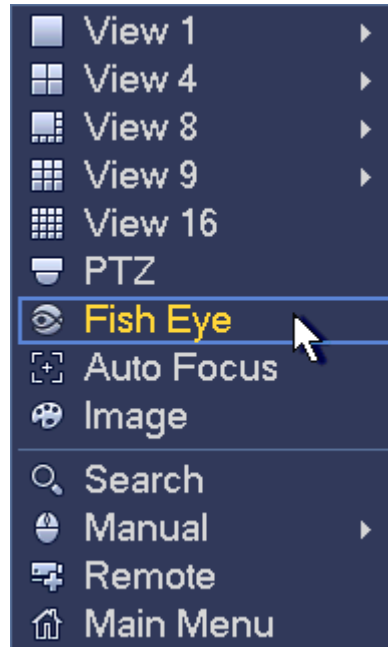 View 1
View 4
View 8
View 9
View 16
PTZ
Fish Eye
Auto Focus
Image
Search
Manual
Remote
Main Menu